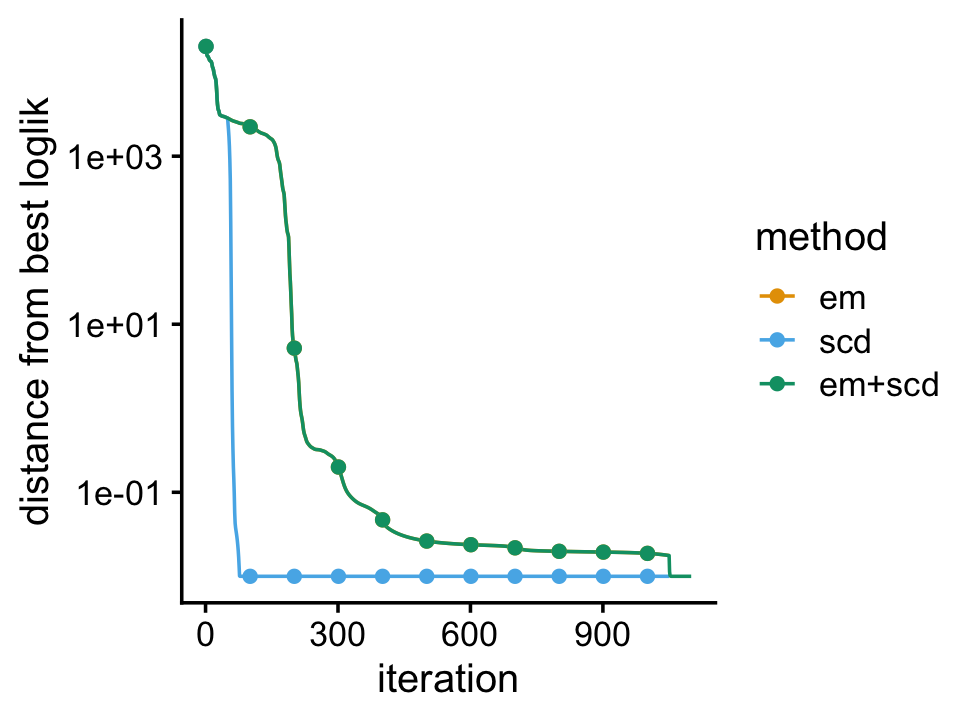 distance from best loglik
1e+03
1e+01
1e-01
0
300
600
900
iteration
method
em
scd
em+scd